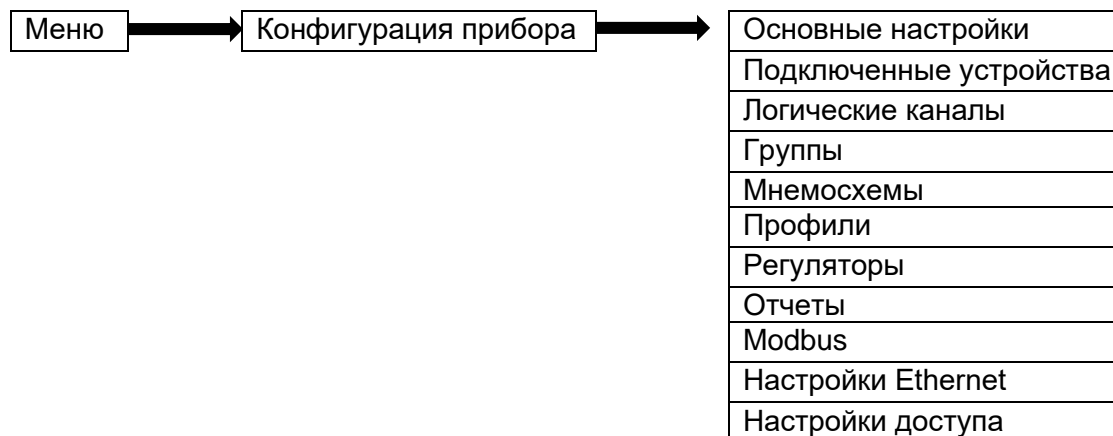 Меню
Конфигурация прибора
Основные настройки
Подключенные устройства
Логические каналы
Группы
Мнемосхемы
Профили
Регуляторы
Отчеты
Modbus
Настройки Ethernet
Настройки доступа